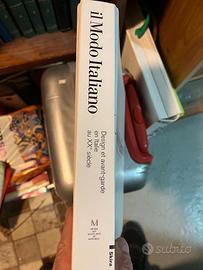 il Modo Italiano
Design et avant-garde
en Italie
au XXe siècle
M
Skira
subito